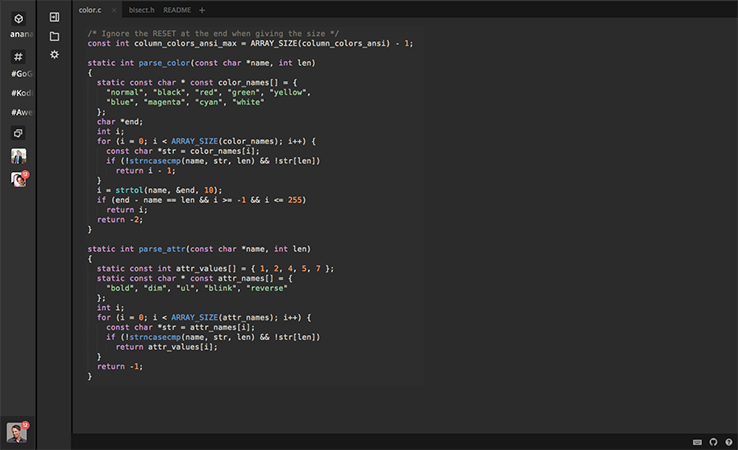 color.c × bisect.h README +
anana
#
#GoG
#Kodi
#Awe
12
12
/* Ignore the RESET at the end when giving the size */
const int column_colors_ansi_max = ARRAY_SIZE(column_colors_ansi) - 1;
static int parse_color(const char *name, int len)
{
static const char * const color_names[] = {
"normal", "black", "red", "green", "yellow",
"blue", "magenta", "cyan", "white"
};
char *end;
int i;
for (i = 0; i < ARRAY_SIZE(color_names); i++) {
const char *str = color_names[i];
if (!strncasecmp(name, str, len) && !str[len])
return i - 1;
}
i = strtol(name, &end, 10);
if (end - name == len && i >= -1 && i <= 255)
return i;
return -2;
}
static int parse_attr(const char *name, int len)
{
static const int attr_values[] = { 1, 2, 4, 5, 7 };
static const char * const attr_names[] = {
"bold", "dim", "ul", "blink", "reverse"
};
int i;
for (i = 0; i < ARRAY_SIZE(attr_names); i++) {
const char *str = attr_names[i];
if (!strncasecmp(name, str, len) && !str[len])
return attr_values[i];
}
return -1;
}